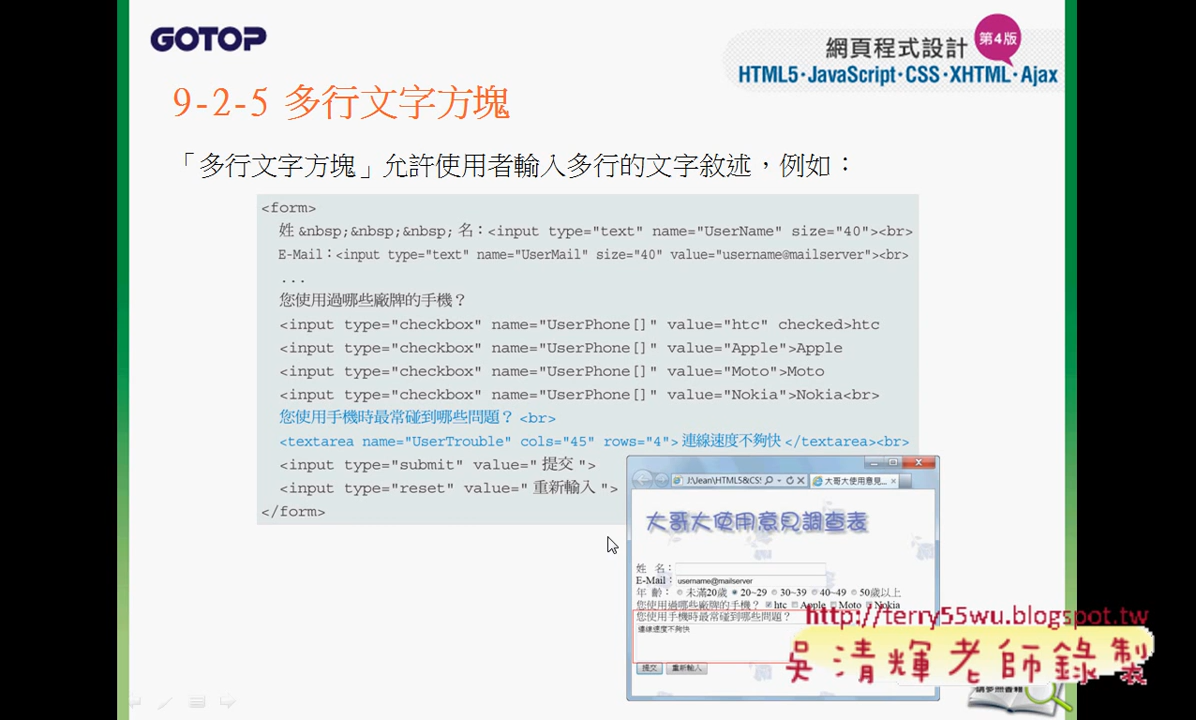 GOTOP
網頁程式設計 第4版
HTML5·JavaScript·CSS·XHTML·Ajax
9-2-5 多行文字方塊
「多行文字方塊」允許使用者輸入多行的文字敘述，例如：
<form>
姓 &nbsp;&nbsp;&nbsp; 名：<input type="text" name="UserName" size="40"><br>
E-Mail：<input type="text" name="UserMail" size="40" value="username@mailserver"><br>
...
您使用過哪些廠牌的手機？
<input type="checkbox" name="UserPhone[]" value="htc" checked>htc
<input type="checkbox" name="UserPhone[]" value="Apple">Apple
<input type="checkbox" name="UserPhone[]" value="Moto">Moto
<input type="checkbox" name="UserPhone[]" value="Nokia">Nokia<br>
您使用手機時最常碰到哪些問題？ <br>
<textarea name="UserTrouble" cols="45" rows="4"> 連線速度不夠快 </textarea><br>
<input type="submit" value=" 提交 ">
<input type="reset" value=" 重新輸入 ">
</form>
J:\Jean\HTML5&CS! 大哥大使用意見...
大哥大使用意見調查表
姓 名：
E-Mail： username@mailserver
年 齡： 未滿20歲 20~29 30~39 40~49 50歲以上
您使用過哪些廠牌的手機？ htc Apple Moto Nokia
您使用手機時最常碰到哪些問題？
連線速度不夠快
提交 重新輸入
http://terry55wu.blogspot.tw
吳清輝老師錄製